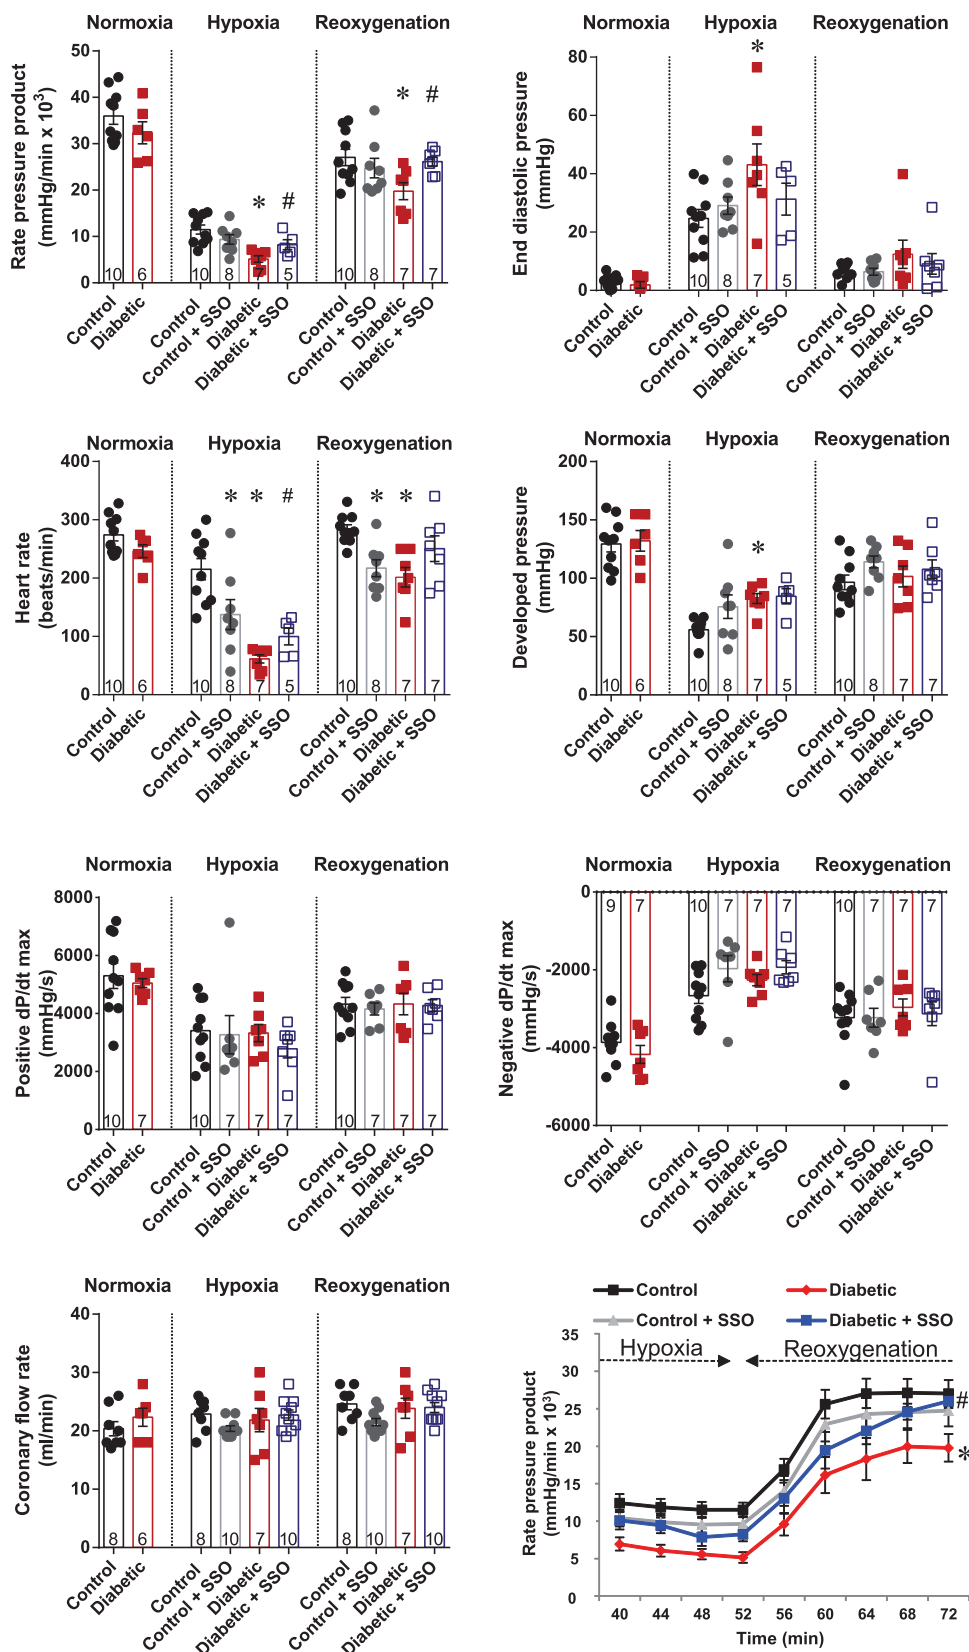 Normoxia Hypoxia Reoxygenation
Rate pressure product
(mmHg/min x 10³)
50
40
30
20
10
0
* # * #
10 6 10 8 7 5 10 8 7 7
Control Diabetic Control Control + SSO Diabetic Diabetic + SSO Control Control + SSO Diabetic Diabetic + SSO
Normoxia Hypoxia Reoxygenation
End diastolic pressure
(mmHg)
80
60
40
20
0
*
10 8 7 5
Control Diabetic Control Control + SSO Diabetic Diabetic + SSO Control Control + SSO Diabetic Diabetic + SSO
Normoxia Hypoxia Reoxygenation
Heart rate
(beats/min)
400
300
200
100
0
* * # * *
10 6 10 8 7 5 10 8 7 7
Control Diabetic Control Control + SSO Diabetic Diabetic + SSO Control Control + SSO Diabetic Diabetic + SSO
Normoxia Hypoxia Reoxygenation
Developed pressure
(mmHg)
200
150
100
50
0
*
10 6 10 8 7 5 10 8 7 7
Control Diabetic Control Control + SSO Diabetic Diabetic + SSO Control Control + SSO Diabetic Diabetic + SSO
Normoxia Hypoxia Reoxygenation
Positive dP/dt max
(mmHg/s)
8000
6000
4000
2000
0
10 7 10 7 7 7 10 7 7 7
Control Diabetic Control Control + SSO Diabetic Diabetic + SSO Control Control + SSO Diabetic Diabetic + SSO
Normoxia Hypoxia Reoxygenation
Negative dP/dt max
(mmHg/s)
0
-2000
-4000
-6000
9 7 10 7 7 7 10 7 7 7
Control Diabetic Control Control + SSO Diabetic Diabetic + SSO Control Control + SSO Diabetic Diabetic + SSO
Normoxia Hypoxia Reoxygenation
Coronary flow rate
(ml/min)
40
30
20
10
0
8 6 8 10 7 10 8 10 7 10
Control Diabetic Control Control + SSO Diabetic Diabetic + SSO Control Control + SSO Diabetic Diabetic + SSO
Control Diabetic
Control + SSO Diabetic + SSO
Hypoxia Reoxygenation
Rate pressure product
(mmHg/min x 10³)
35
30
25
20
15
10
5
0
#
*
40 44 48 52 56 60 64 68 72
Time (min)